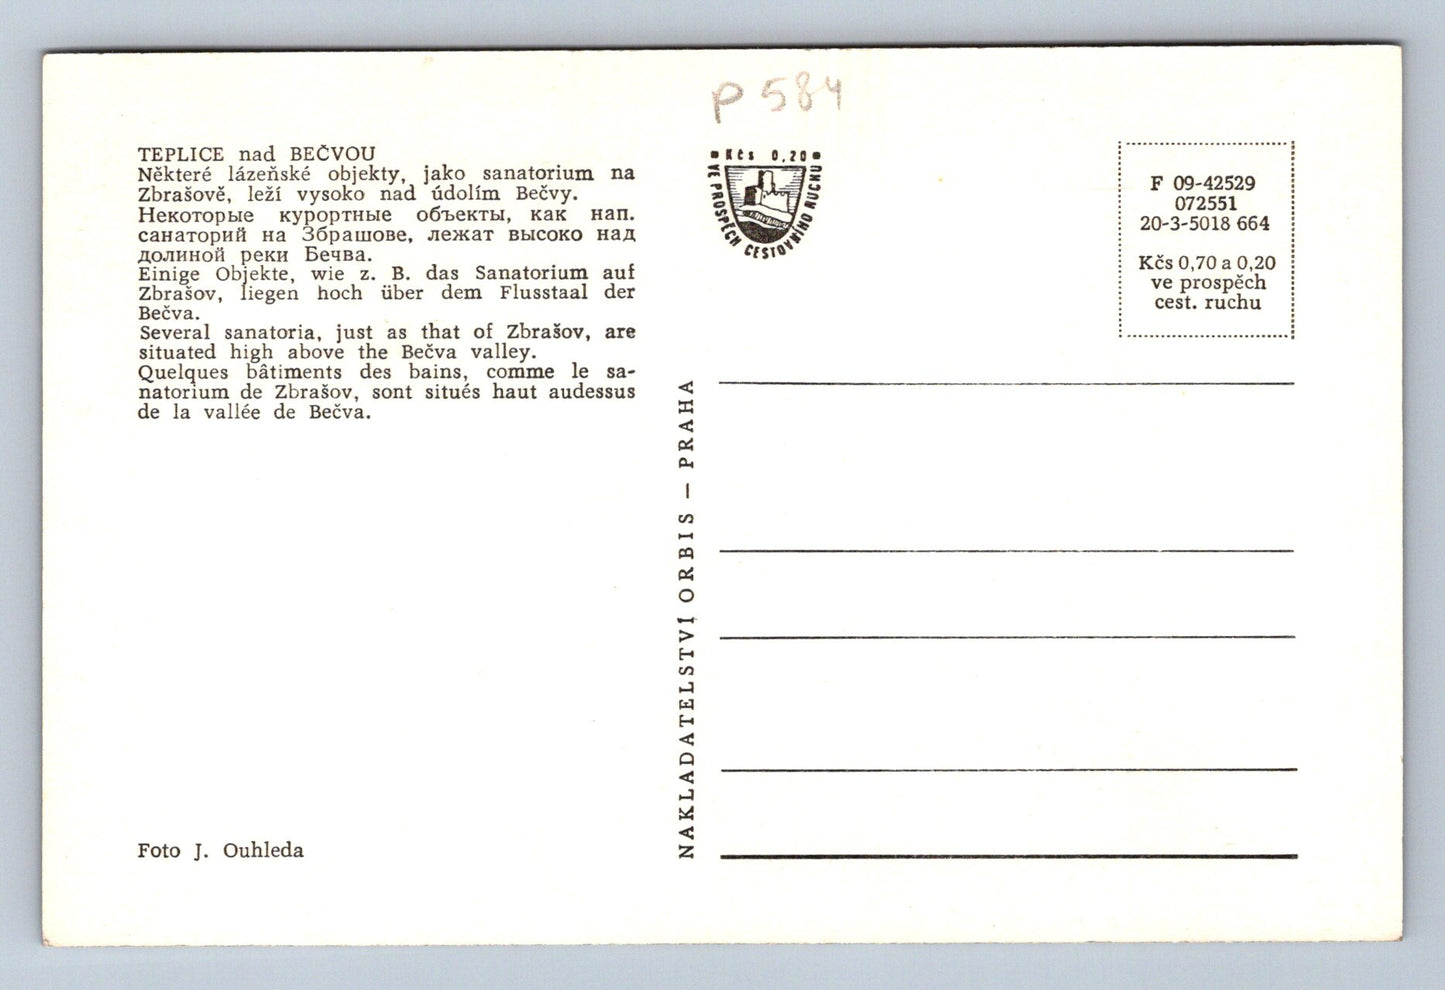 P 584
TEPLICE nad BEČVOU
Některé lázeňské objekty, jako sanatorium na
Zbrašově, leží vysoko nad údolím Bečvy.
Некоторые курортные объекты, как нап.
санаторий на Збрашове, лежат высоко над
долиной реки Бечва.
Einige Objekte, wie z. B. das Sanatorium auf
Zbrašov, liegen hoch über dem Flusstaal der
Bečva.
Several sanatoria, just as that of Zbrašov, are
situated high above the Bečva valley.
Quelques bâtiments des bains, comme le sa-
natorium de Zbrašov, sont situés haut audessus
de la vallée de Bečva.
Foto J. Ouhleda
NAKLADATELSTVÍ ORBIS — PRAHA
Kčs 0,20
VE PROSPĚCH CESTOVNÍHO RUCHU
F 09-42529
072551
20-3-5018 664
Kčs 0,70 a 0,20
ve prospěch
cest. ruchu